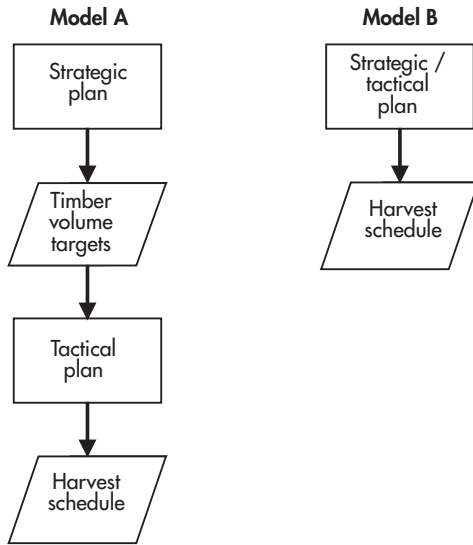 Model A
Strategic
plan
Timber
volume
targets
Tactical
plan
Harvest
schedule
Model B
Strategic /
tactical
plan
Harvest
schedule